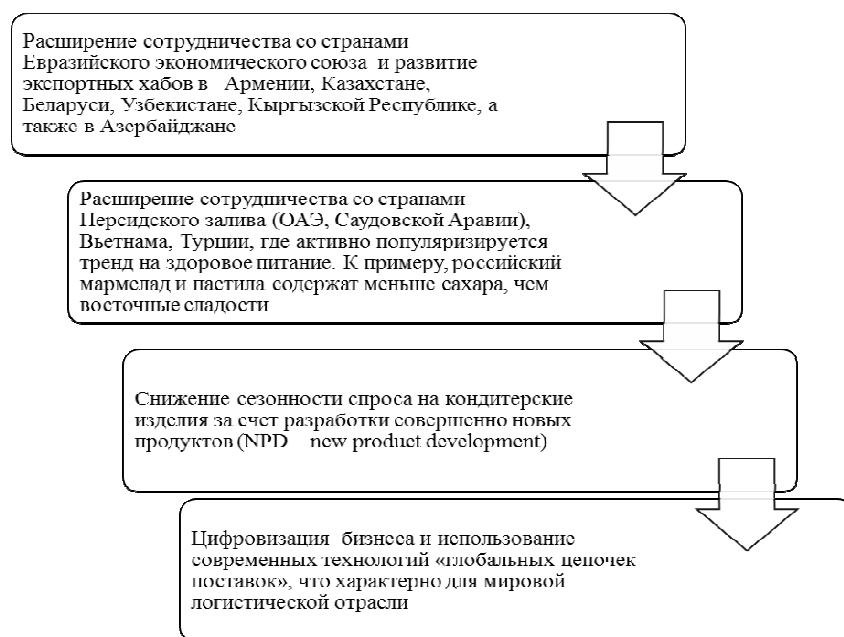 Расширение сотрудничества со странами
Евразийского экономического союза и развитие
экспортных хабов в Армении, Казахстане,
Беларуси, Узбекистане, Кыргызской Республике, а
также в Азербайджане
Расширение сотрудничества со странами
Персидского залива (ОАЭ, Саудовской Аравии),
Вьетнама, Турции, где активно популяризируется
тренд на здоровое питание. К примеру, российский
мармелад и пастила содержат меньше сахара, чем
восточные сладости
Снижение сезонности спроса на кондитерские
изделия за счет разработки совершенно новых
продуктов (NPD new product development)
Цифровизация бизнеса и использование
современных технологий «глобальных цепочек
поставок», что характерно для мировой
логистической отрасли